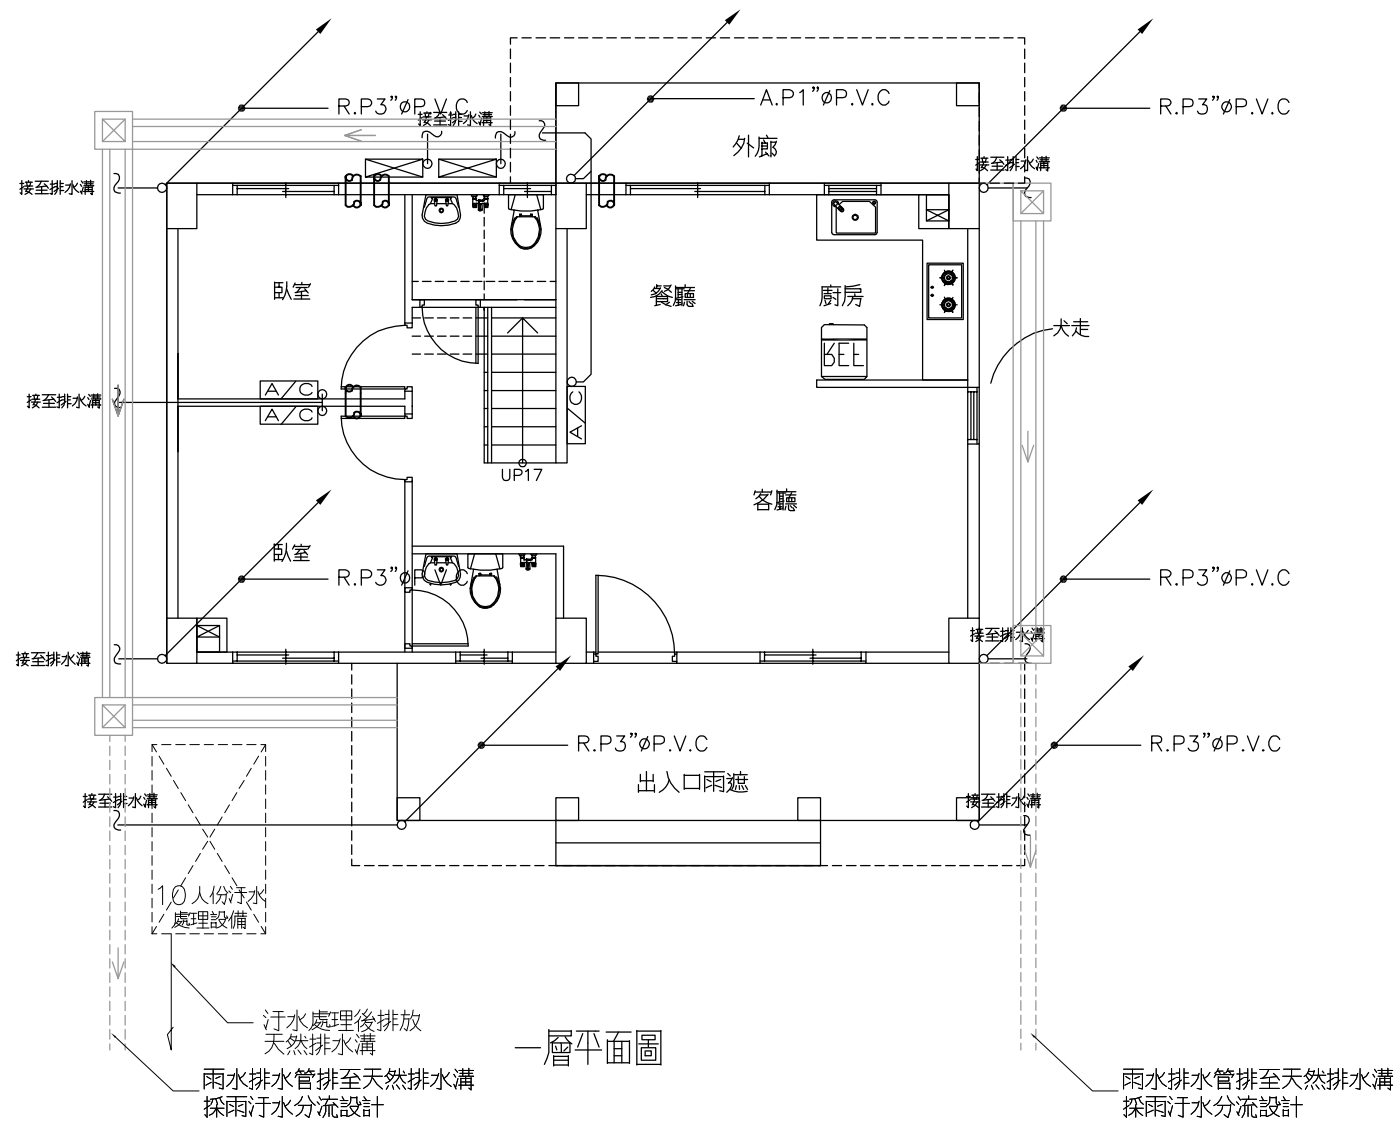 R.P3"øP.V.C
接至排水溝
A.P1"øP.V.C
R.P3"øP.V.C
外廊
接至排水溝
接至排水溝
臥室
餐廳
廚房
犬走
REF
A/C
A/C
A/C
接至排水溝
UP17
客廳
臥室
R.P3"øP.V.C
R.P3"øP.V.C
接至排水溝
接至排水溝
R.P3"øP.V.C
R.P3"øP.V.C
出入口雨遮
接至排水溝
接至排水溝
10人份汙水
處理設備
汙水處理後排放
天然排水溝
一層平面圖
雨水排水管排至天然排水溝
採雨汙水分流設計
雨水排水管排至天然排水溝
採雨汙水分流設計